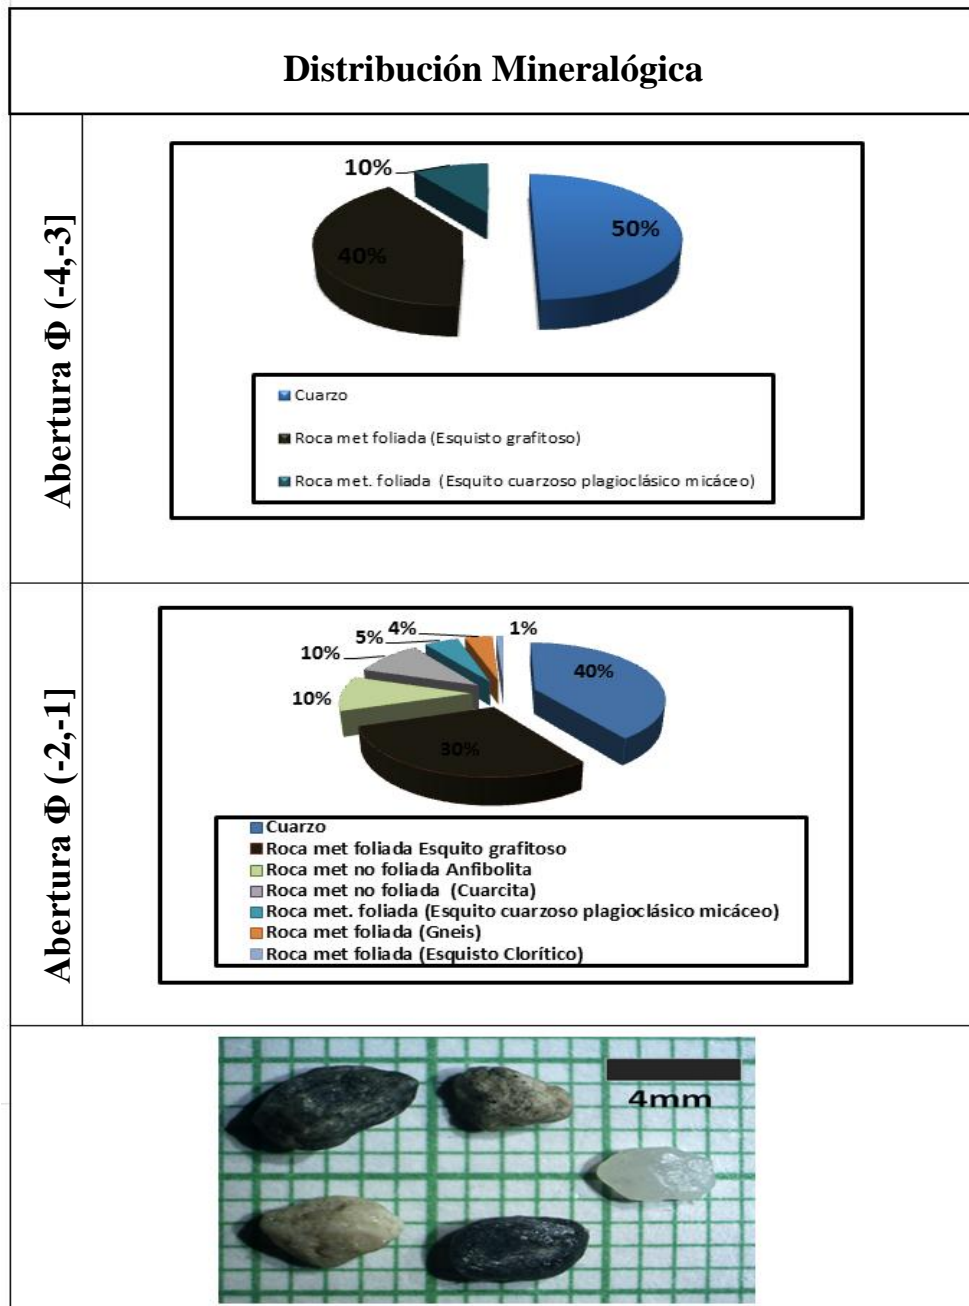 Distribución Mineralógica
Abertura Φ (-4,-3]
10%
50%
40%
Cuarzo
Roca met foliada (Esquisto grafitoso)
Roca met. foliada (Esquito cuarzoso plagioclásico micáceo)
Abertura Φ (-2,-1]
4%
1%
5%
10%
40%
10%
30%
Cuarzo
Roca met foliada Esquito grafitoso
Roca met no foliada Anfibolita
Roca met no foliada (Cuarcita)
Roca met. foliada (Esquito cuarzoso plagioclásico micáceo)
Roca met foliada (Gneis)
Roca met foliada (Esquisto Clorítico)
4mm